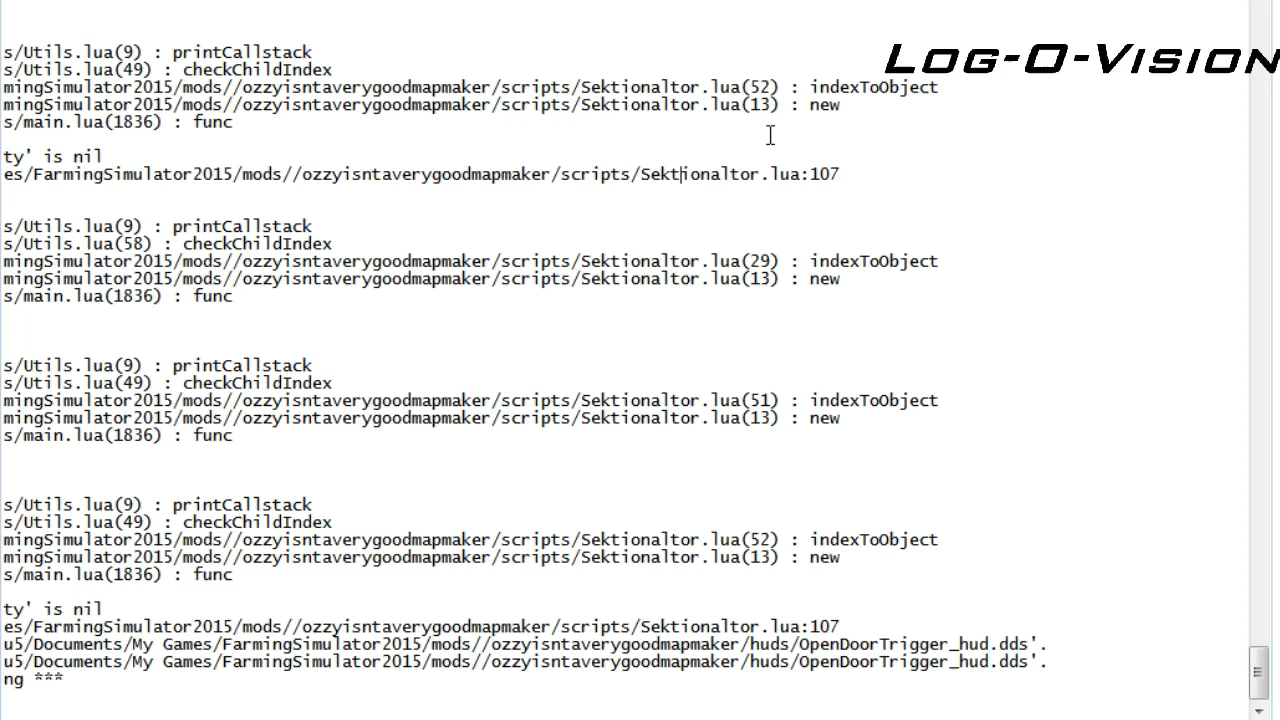 Log-O-Vision
s/Utils.lua(9) : printCallstack
s/Utils.lua(49) : checkChildIndex
mingSimulator2015/mods//ozzyisntaverygoodmapmaker/scripts/Sektionaltor.lua(52) : indexToObject
mingSimulator2015/mods//ozzyisntaverygoodmapmaker/scripts/Sektionaltor.lua(13) : new
s/main.lua(1836) : func
ty' is nil
es/FarmingSimulator2015/mods//ozzyisntaverygoodmapmaker/scripts/Sektionaltor.lua:107
s/Utils.lua(9) : printCallstack
s/Utils.lua(58) : checkChildIndex
mingSimulator2015/mods//ozzyisntaverygoodmapmaker/scripts/Sektionaltor.lua(29) : indexToObject
mingSimulator2015/mods//ozzyisntaverygoodmapmaker/scripts/Sektionaltor.lua(13) : new
s/main.lua(1836) : func
s/Utils.lua(9) : printCallstack
s/Utils.lua(49) : checkChildIndex
mingSimulator2015/mods//ozzyisntaverygoodmapmaker/scripts/Sektionaltor.lua(51) : indexToObject
mingSimulator2015/mods//ozzyisntaverygoodmapmaker/scripts/Sektionaltor.lua(13) : new
s/main.lua(1836) : func
s/Utils.lua(9) : printCallstack
s/Utils.lua(49) : checkChildIndex
mingSimulator2015/mods//ozzyisntaverygoodmapmaker/scripts/Sektionaltor.lua(52) : indexToObject
mingSimulator2015/mods//ozzyisntaverygoodmapmaker/scripts/Sektionaltor.lua(13) : new
s/main.lua(1836) : func
ty' is nil
es/FarmingSimulator2015/mods//ozzyisntaverygoodmapmaker/scripts/Sektionaltor.lua:107
u5/Documents/My Games/FarmingSimulator2015/mods//ozzyisntaverygoodmapmaker/huds/OpenDoorTrigger_hud.dds'.
u5/Documents/My Games/FarmingSimulator2015/mods//ozzyisntaverygoodmapmaker/huds/OpenDoorTrigger_hud.dds'.
ng ***